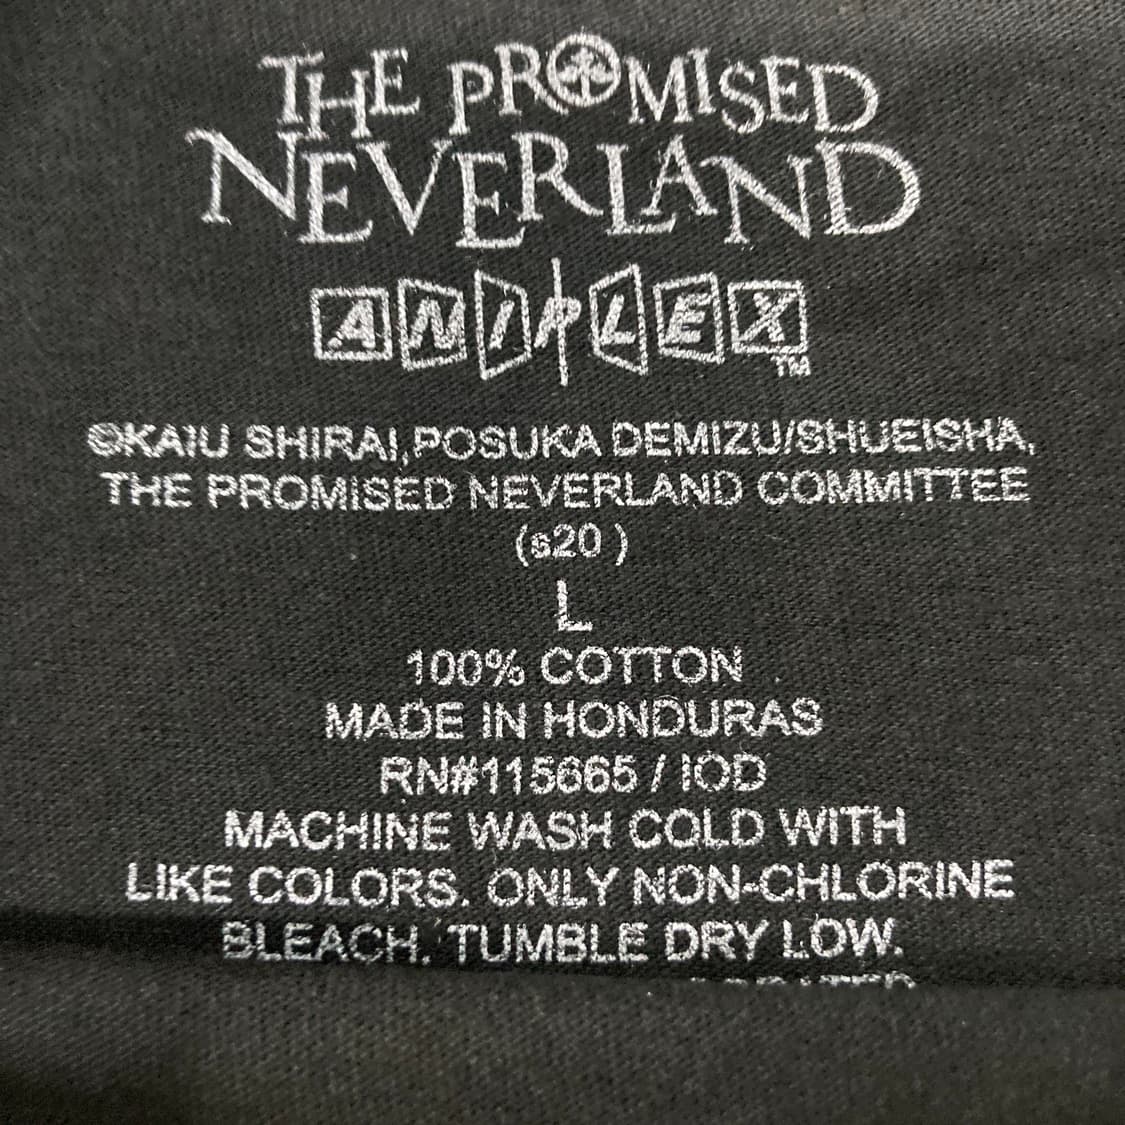 THE PROMISED
NEVERLAND
ANIPLEX
TM
©KAIU SHIRAI,POSUKA DEMIZU/SHUEISHA,
THE PROMISED NEVERLAND COMMITTEE
(s20 )
L
100% COTTON
MADE IN HONDURAS
RN#115665 / IOD
MACHINE WASH COLD WITH
LIKE COLORS. ONLY NON-CHLORINE
BLEACH. TUMBLE DRY LOW.